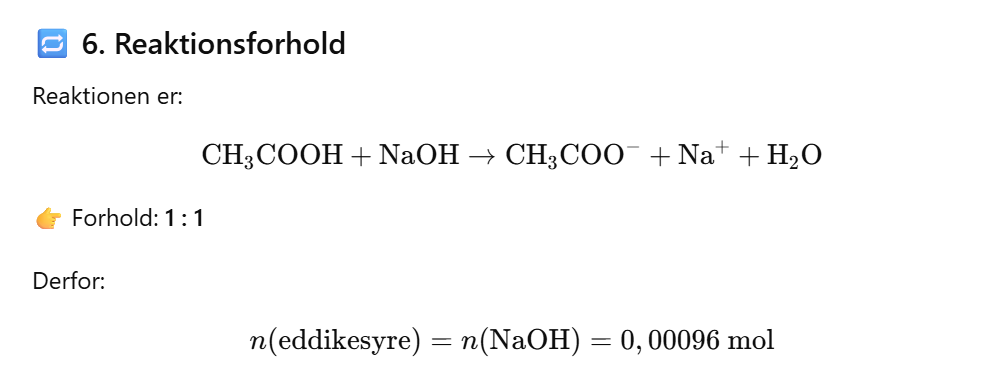 🔁 6. Reaktionsforhold
Reaktionen er:
CH₃COOH + NaOH → CH₃COO⁻ + Na⁺ + H₂O
👉 Forhold: 1 : 1
Derfor:
n(eddikesyre) = n(NaOH) = 0,00096 mol